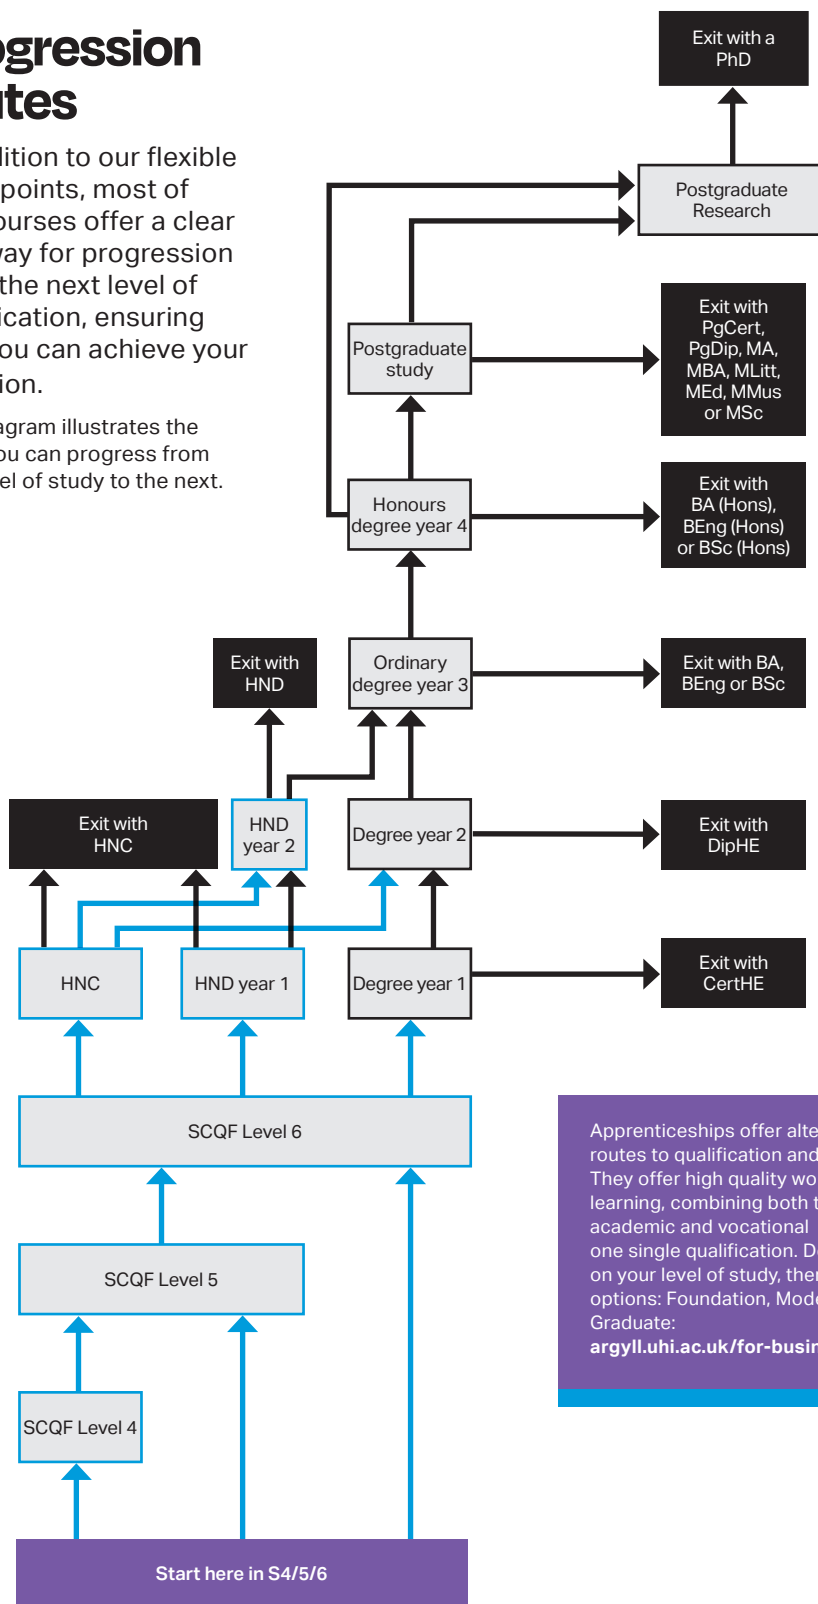 ogression
utes
dition to our flexible
points, most of
ourses offer a clear
way for progression
the next level of
ication, ensuring
you can achieve your
ion.
agram illustrates the
you can progress from
el of study to the next.
Exit with a
PhD
Postgraduate
Research
Postgraduate
study
Exit with
PgCert,
PgDip, MA,
MBA, MLitt,
MEd, MMus
or MSc
Honours
degree year 4
Exit with
BA (Hons),
BEng (Hons)
or BSc (Hons)
Exit with
HND
Ordinary
degree year 3
Exit with BA,
BEng or BSc
Exit with
HNC
HND
year 2
Degree year 2
Exit with
DipHE
HNC
HND year 1
Degree year 1
Exit with
CertHE
SCQF Level 6
SCQF Level 5
SCQF Level 4
Start here in S4/5/6
Apprenticeships offer alte
routes to qualification and
They offer high quality wo
learning, combining both t
academic and vocational
one single qualification. De
on your level of study, ther
options: Foundation, Mode
Graduate:
argyll.uhi.ac.uk/for-busin